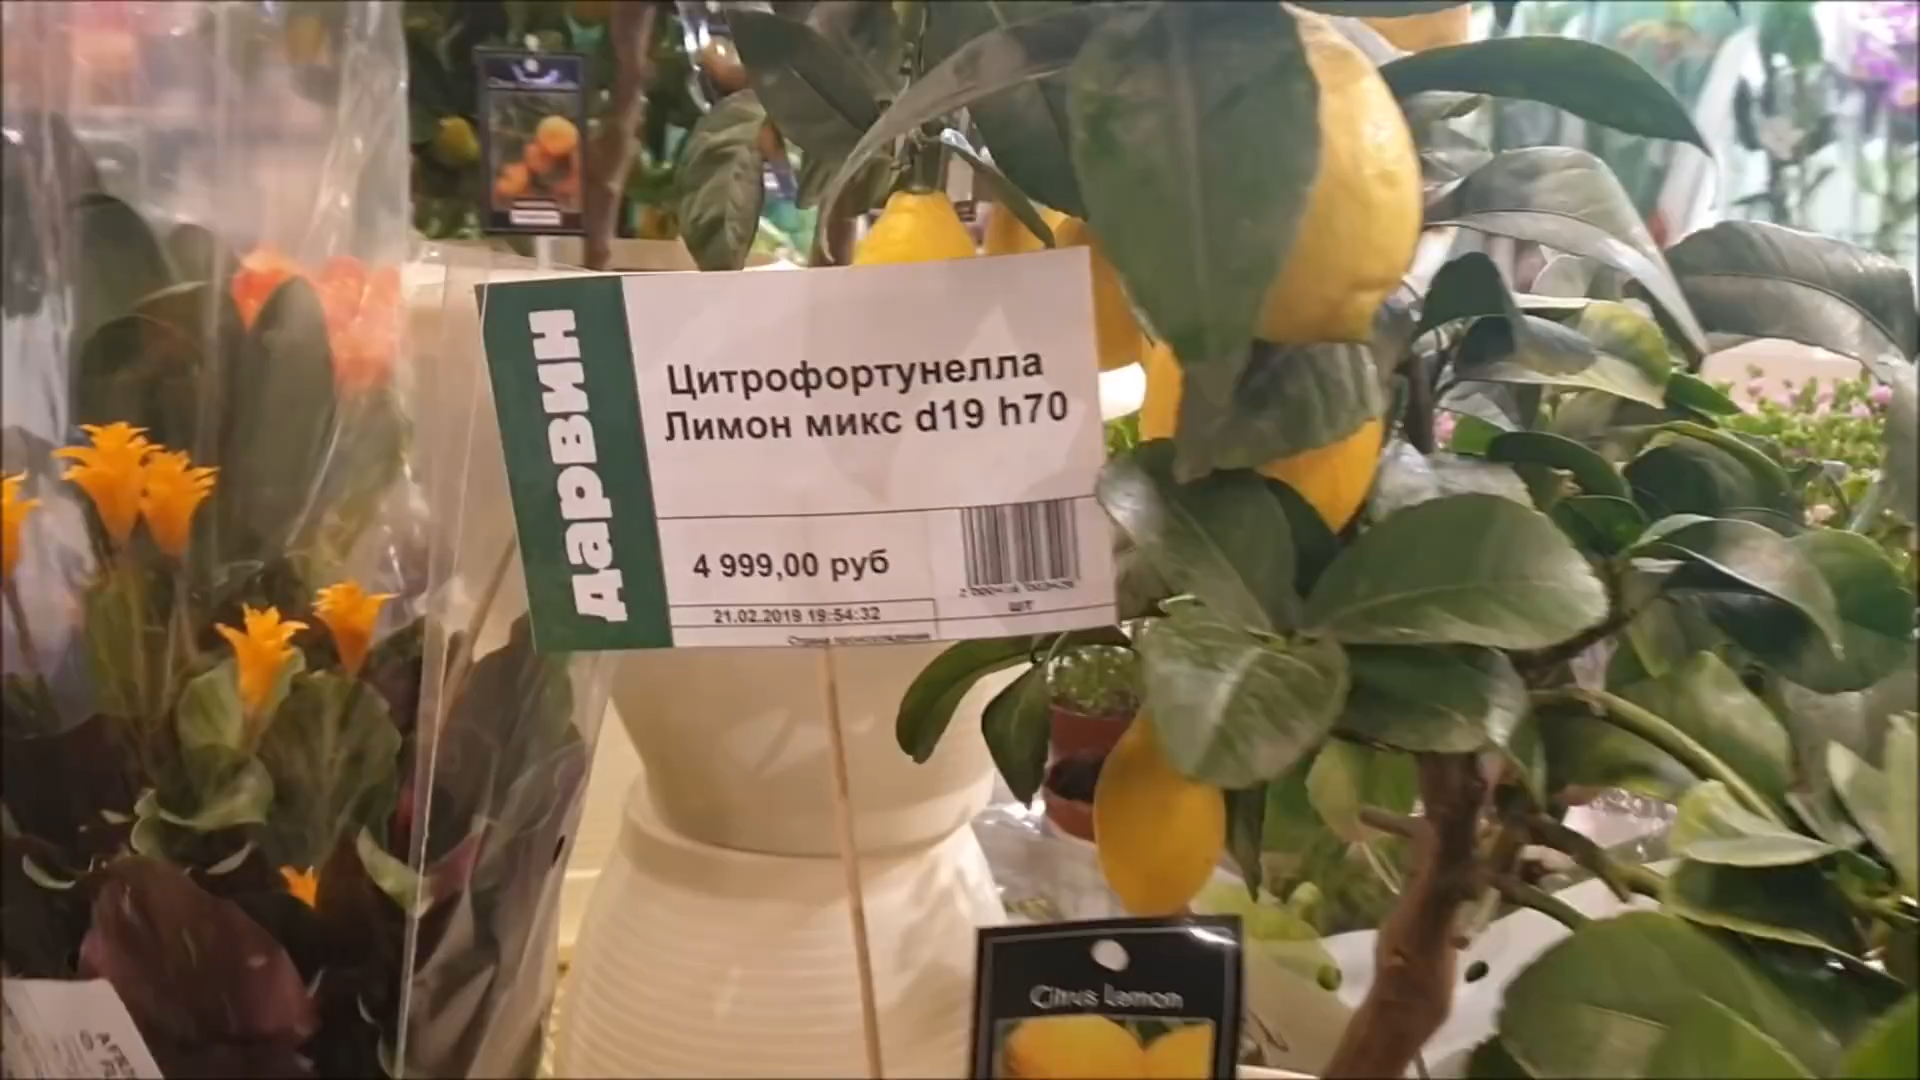 дарвин
Цитрофортунелла
Лимон микс d19 h70
4 999,00 руб
21.02.2019 19:54:32
шт
Citrus Lemon